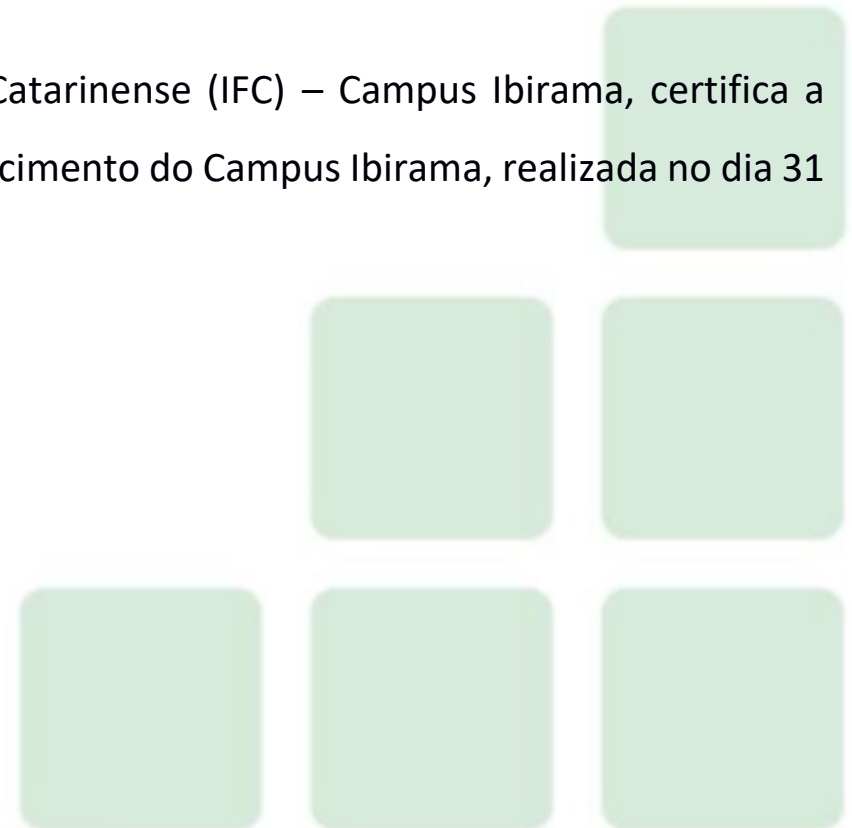 Catarinense (IFC) – Campus Ibirama, certifica a
cimento do Campus Ibirama, realizada no dia 31